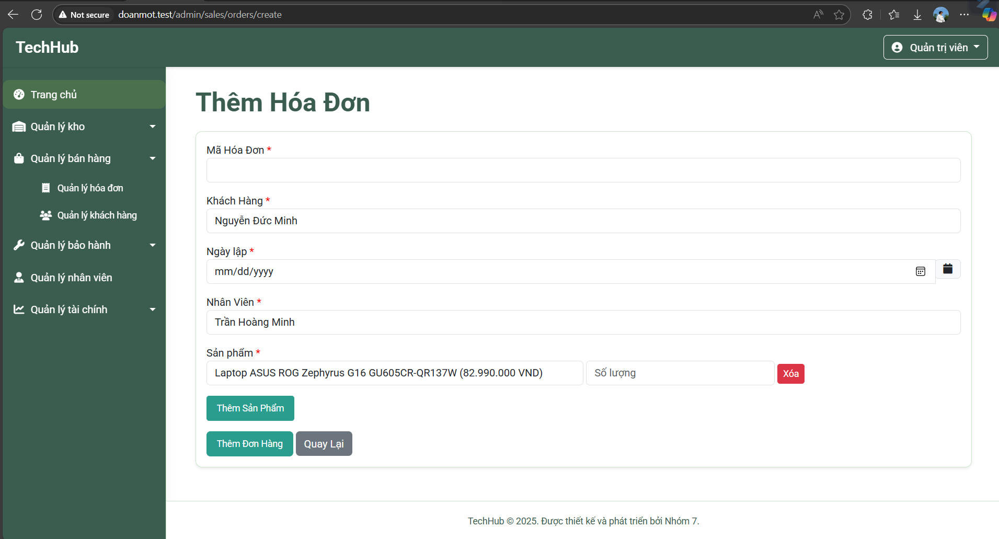 Not secure doanmot.test/admin/sales/orders/create
TechHub
Quản trị viên
Trang chủ
Quản lý kho
Quản lý bán hàng
Quản lý hóa đơn
Quản lý khách hàng
Quản lý bảo hành
Quản lý nhân viên
Quản lý tài chính
Thêm Hóa Đơn
Mã Hóa Đơn *
Khách Hàng *
Nguyễn Đức Minh
Ngày lập *
mm/dd/yyyy
Nhân Viên *
Trần Hoàng Minh
Sản phẩm *
Laptop ASUS ROG Zephyrus G16 GU605CR-QR137W (82.990.000 VND) Số lượng Xóa
Thêm Sản Phẩm
Thêm Đơn Hàng Quay Lại
TechHub © 2025. Được thiết kế và phát triển bởi Nhóm 7.